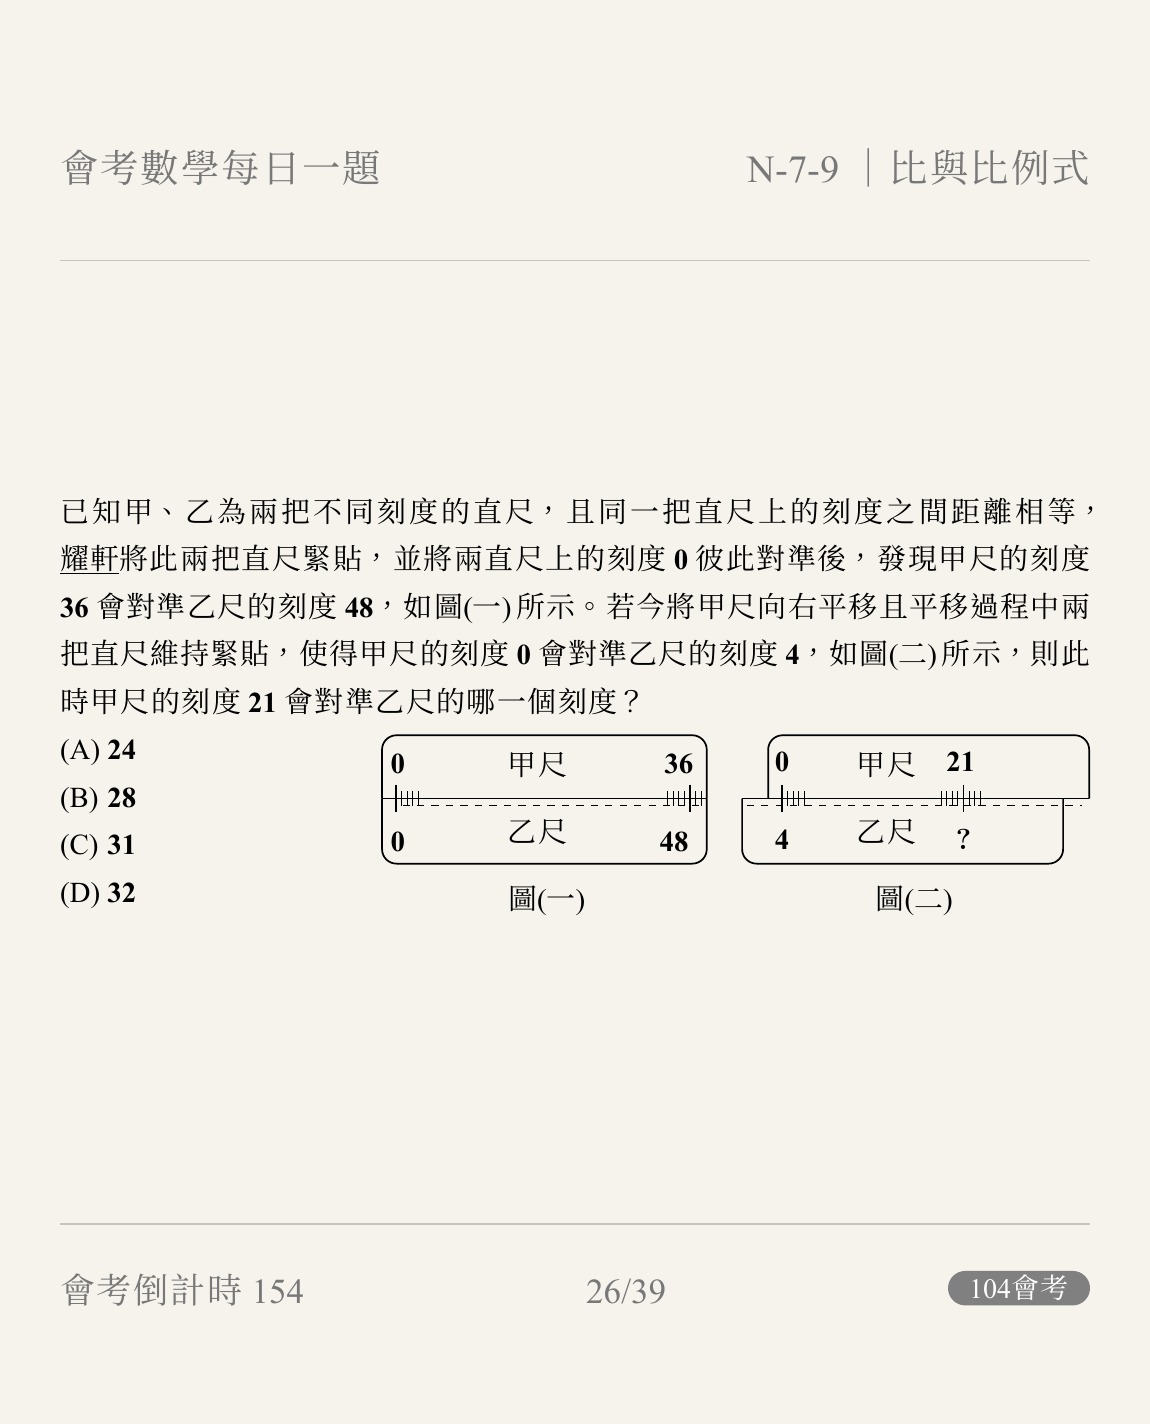 會考數學每日一題
N-7-9 | 比與比例式
已知甲、乙為兩把不同刻度的直尺，且同一把直尺上的刻度之間距離相等，
耀軒將此兩把直尺緊貼，並將兩直尺上的刻度 0 彼此對準後，發現甲尺的刻度
36 會對準乙尺的刻度 48，如圖(一)所示。若今將甲尺向右平移且平移過程中兩
把直尺維持緊貼，使得甲尺的刻度 0 會對準乙尺的刻度 4，如圖(二)所示，則此
時甲尺的刻度 21 會對準乙尺的哪一個刻度？
(A) 24
(B) 28
(C) 31
(D) 32
0 甲尺 36
0 乙尺 48
圖(一)
0 甲尺 21
4 乙尺 ?
圖(二)
會考倒計時 154
26/39
104會考